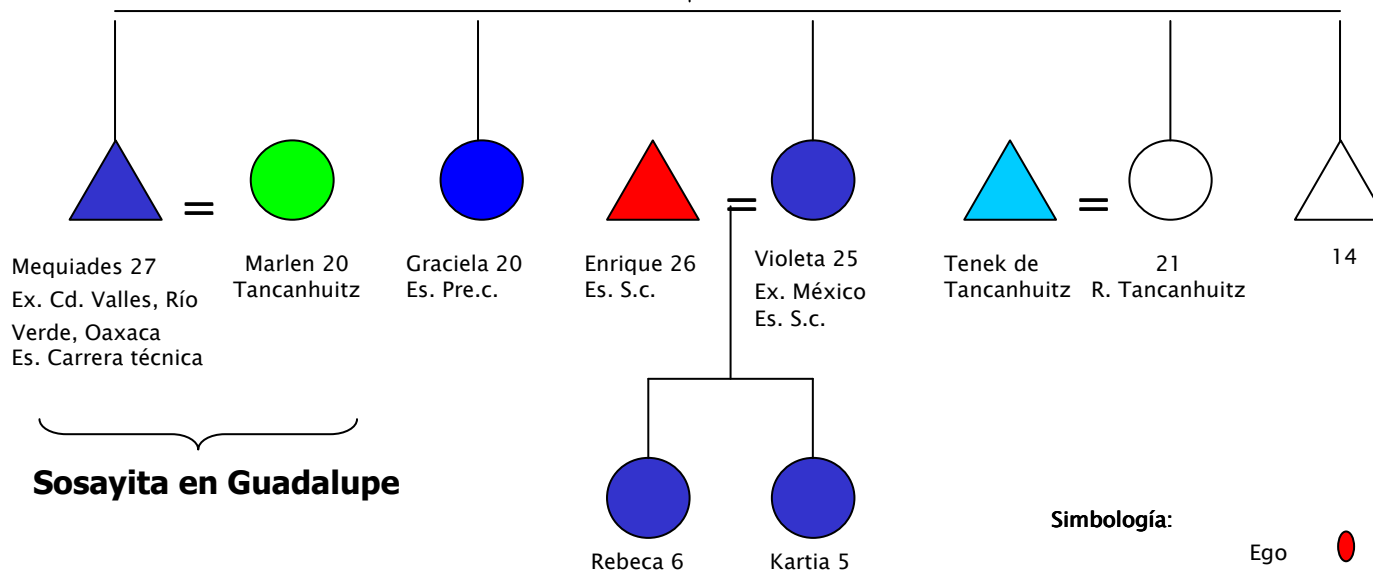 =
=
=
Mequiades 27
Ex. Cd. Valles, Río
Verde, Oaxaca
Es. Carrera técnica
Marlen 20
Tancanhuitz
Graciela 20
Es. Pre.c.
Enrique 26
Es. S.c.
Violeta 25
Ex. México
Es. S.c.
Tenek de
Tancanhuitz
21
R. Tancanhuitz
14
Sosayita en Guadalupe
Rebeca 6
Kartia 5
Simbología:
Ego